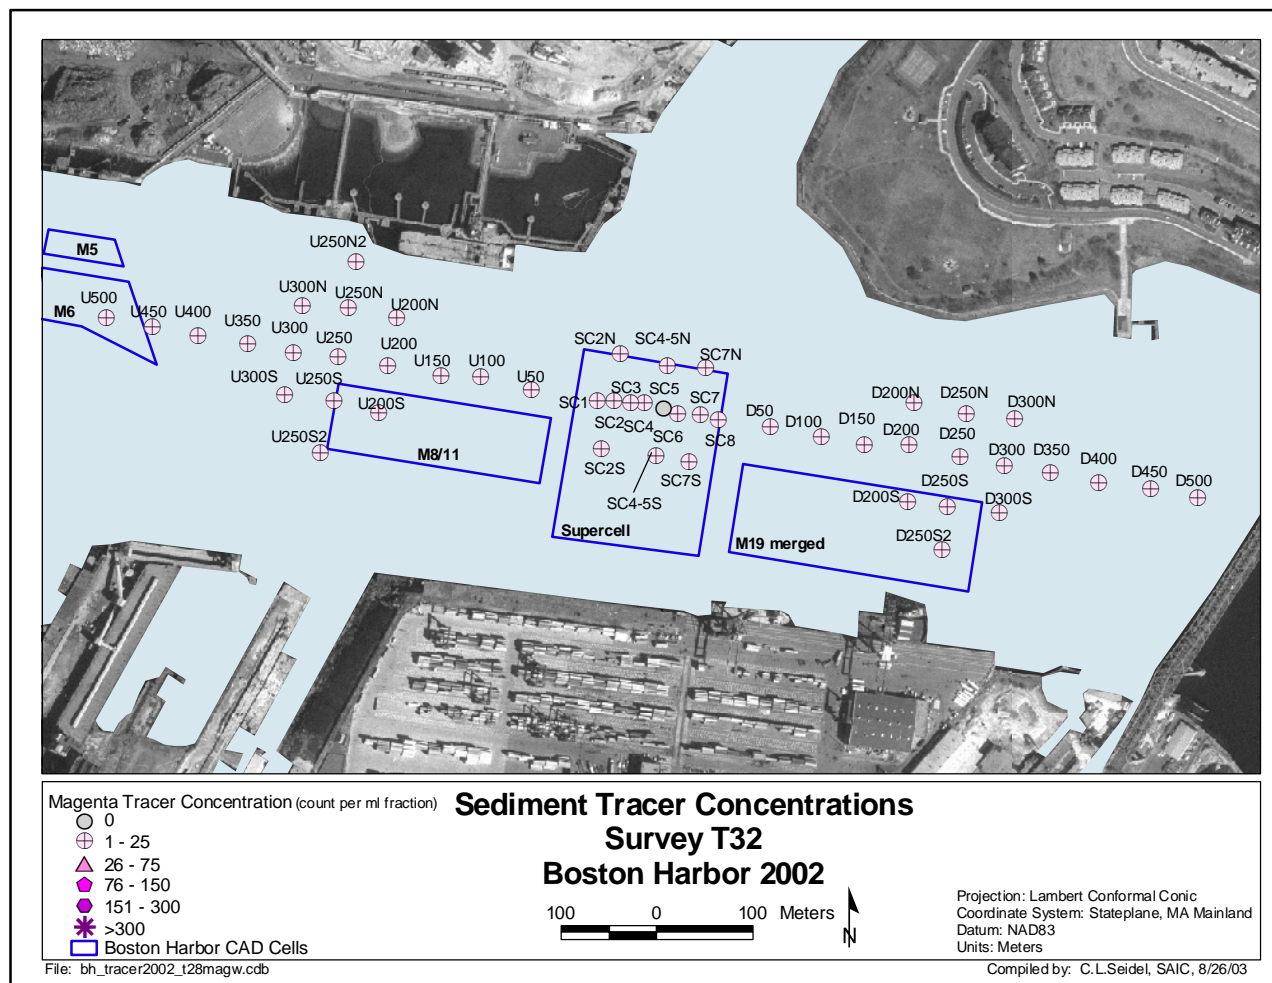 U250N2
M5
U300N
U250N
U200N
M6
U500
U450
U400
U350
U300
U250
U200
U150
U100
U50
U300S
U250S
U200S
U250S2
M8/11
SC2N
SC4-5N
SC7N
SC1
SC3
SC5
SC7
SC2
SC4
SC6
SC8
SC2S
SC7S
SC4-5S
Supercell
D50
D100
D150
D200
D250
D300
D350
D400
D450
D500
D200N
D250N
D300N
D200S
D250S
D300S
D250S2
M19 merged
Magenta Tracer Concentration (count per ml fraction)
0
1 - 25
26 - 75
76 - 150
151 - 300
>300
Boston Harbor CAD Cells
Sediment Tracer Concentrations
Survey T32
Boston Harbor 2002
100 0 100 Meters
N
Projection: Lambert Conformal Conic
Coordinate System: Stateplane, MA Mainland
Datum: NAD83
Units: Meters
File: bh_tracer2002_t28magw.cdb
Compiled by: C.L.Seidel, SAIC, 8/26/03